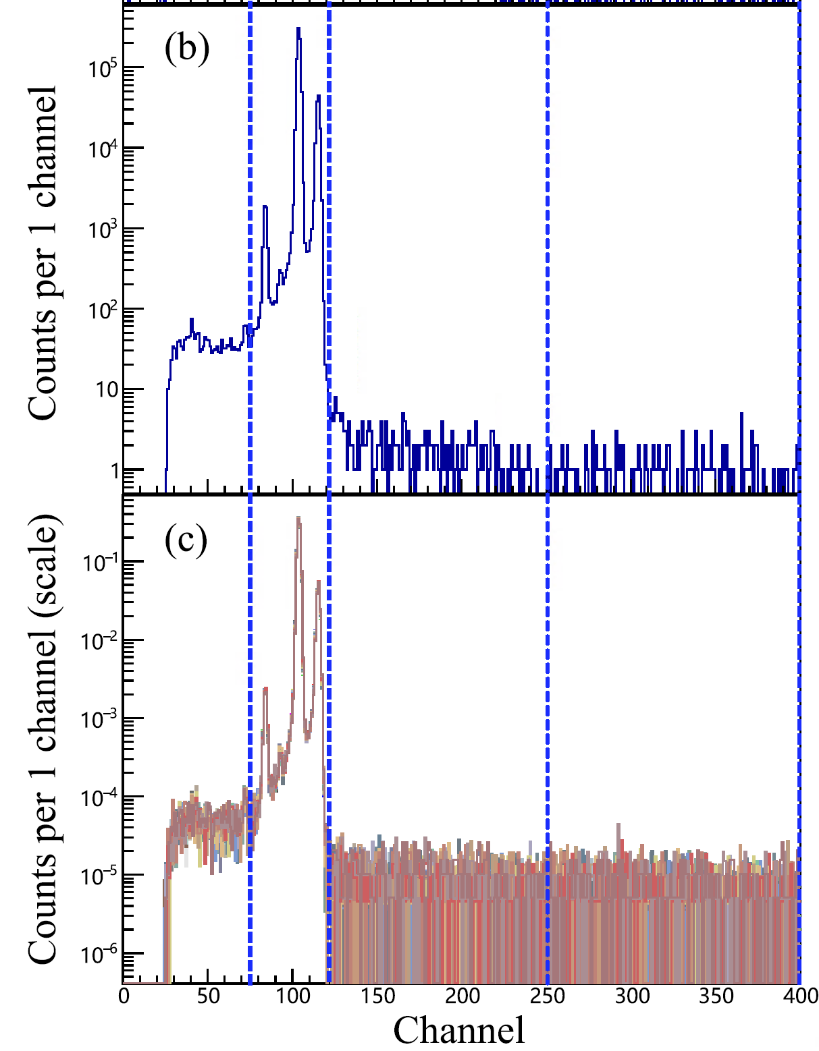 (b)
10⁵
10⁴
10³
10²
10
1
Counts per 1 channel
(c)
10⁻¹
10⁻²
10⁻³
10⁻⁴
10⁻⁵
10⁻⁶
Counts per 1 channel (scale)
0 50 100 150 200 250 300 350 400
Channel